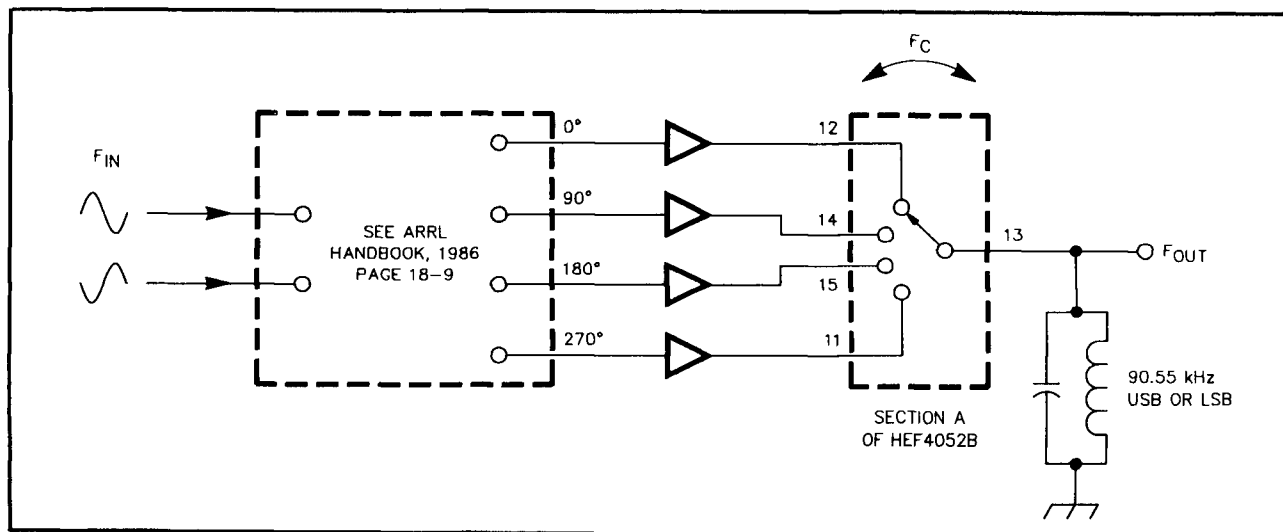 F_C
F_IN
SEE ARRL
HANDBOOK, 1986
PAGE 18-9
0°
90°
180°
270°
12
14
15
11
13
F_OUT
SECTION A
OF HEF4052B
90.55 kHz
USB OR LSB